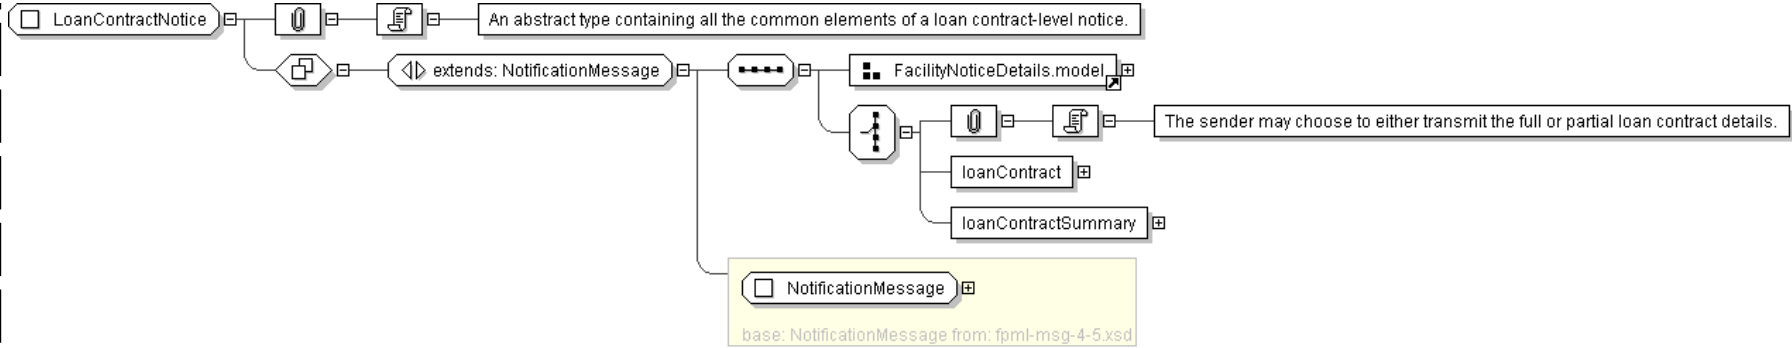 LoanContractNotice
An abstract type containing all the common elements of a loan contract-level notice.
extends: NotificationMessage
FacilityNoticeDetails.model
The sender may choose to either transmit the full or partial loan contract details.
loanContract
loanContractSummary
NotificationMessage
base: NotificationMessage from: fpml-msg-4-5.xsd